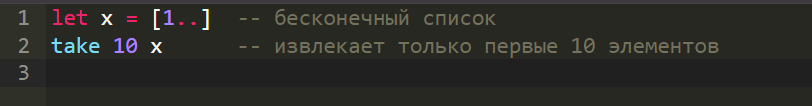 1 let x = [1..]  -- бесконечный список
2 take 10 x      -- извлекает только первые 10 элементов
3